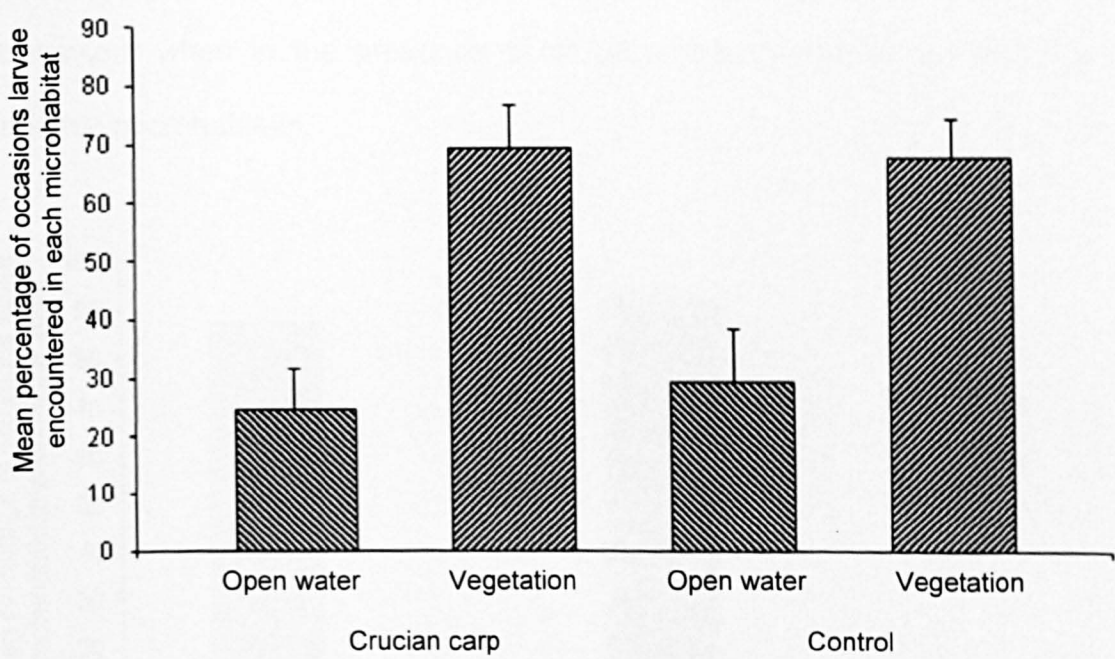 Mean percentage of occasions larvae
encountered in each microhabitat
90
80
70
60
50
40
30
20
10
0
Open water Vegetation Open water Vegetation
Crucian carp Control